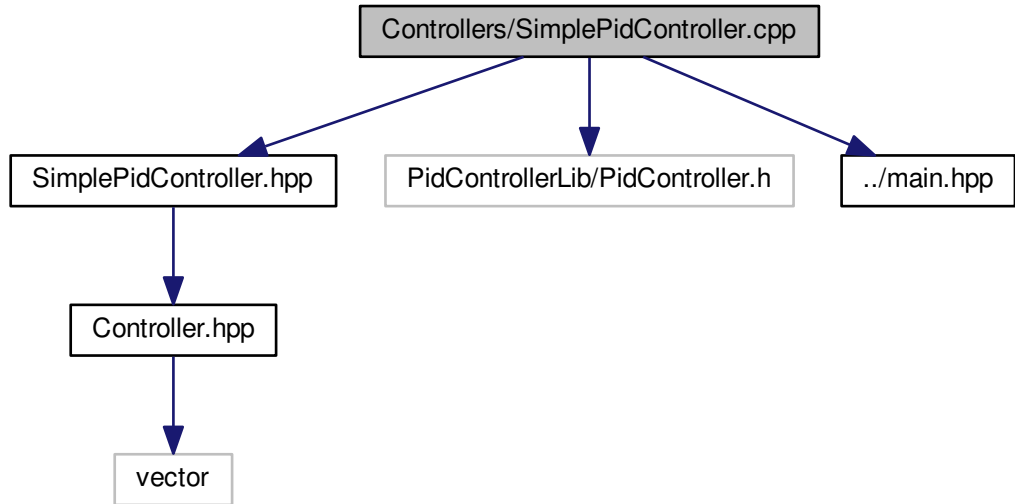 Controllers/SimplePidController.cpp
SimplePidController.hpp
PidControllerLib/PidController.h
../main.hpp
Controller.hpp
vector